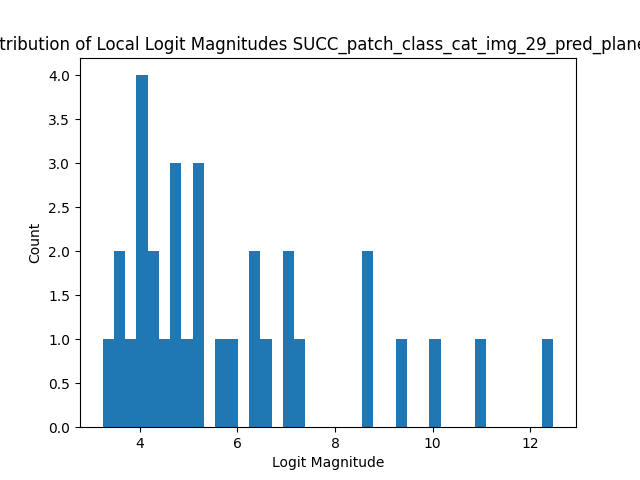 tribution of Local Logit Magnitudes SUCC_patch_class_cat_img_29_pred_plane
4.0
3.5
3.0
2.5
2.0
1.5
1.0
0.5
0.0
Count
4 6 8 10 12
Logit Magnitude